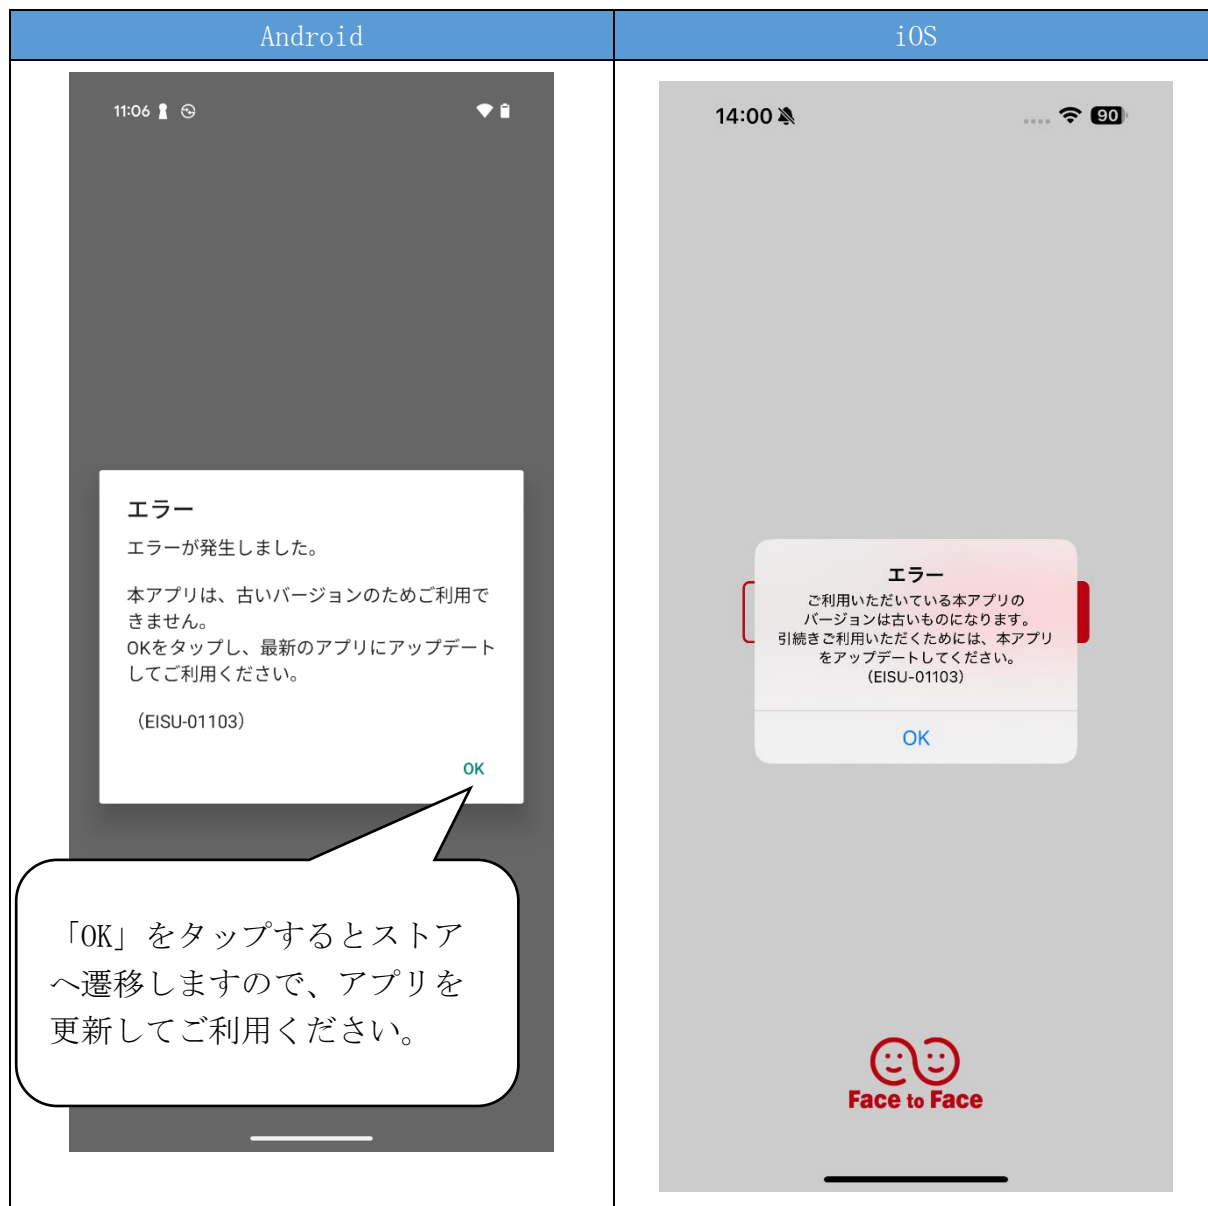 Android
iOS
11:06
エラー
エラーが発生しました。
本アプリは、古いバージョンのためご利用で
きません。
OKをタップし、最新のアプリにアップデート
してご利用ください。
（EISU-01103）
OK
「OK」をタップするとストア
へ遷移しますので、アプリを
更新してご利用ください。
14:00
90
エラー
ご利用いただいている本アプリの
バージョンは古いものになります。
引続きご利用いただくためには、本アプリ
をアップデートしてください。
（EISU-01103）
OK
Face to Face